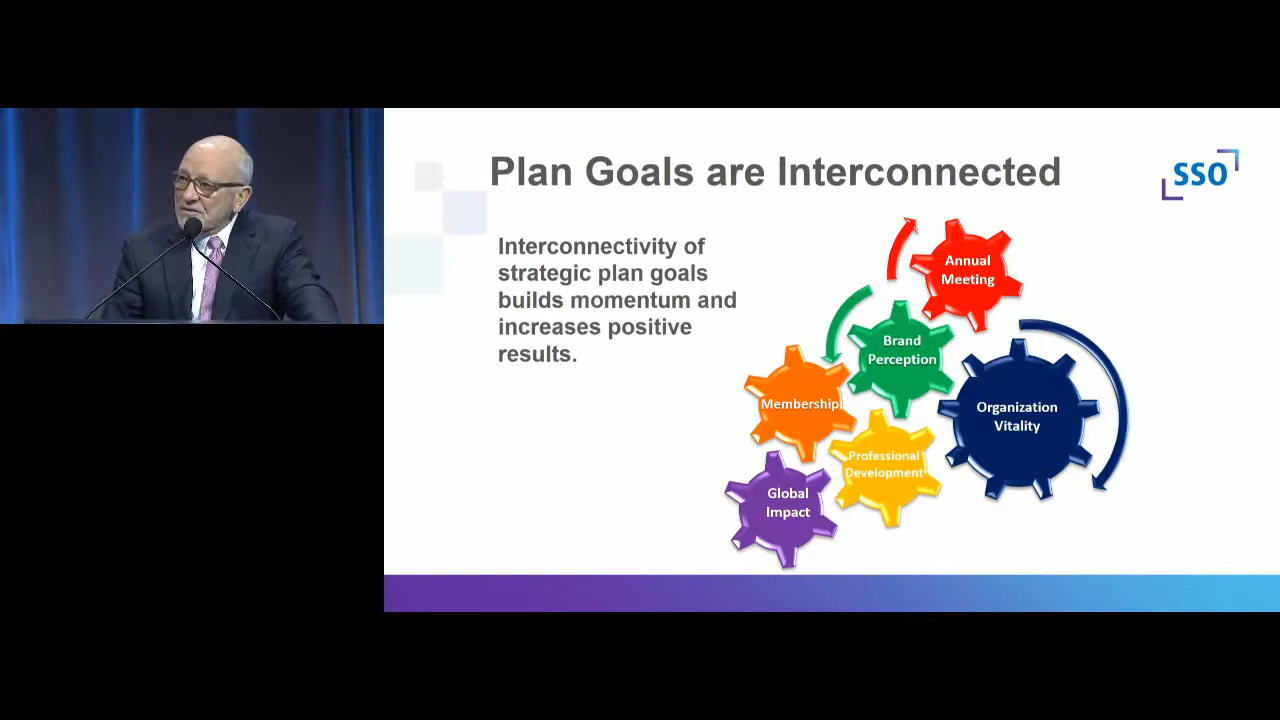 Plan Goals are Interconnected
SSO
Interconnectivity of
strategic plan goals
builds momentum and
increases positive
results.
Annual
Meeting
Brand
Perception
Membership
Organization
Vitality
Professional
Development
Global
Impact